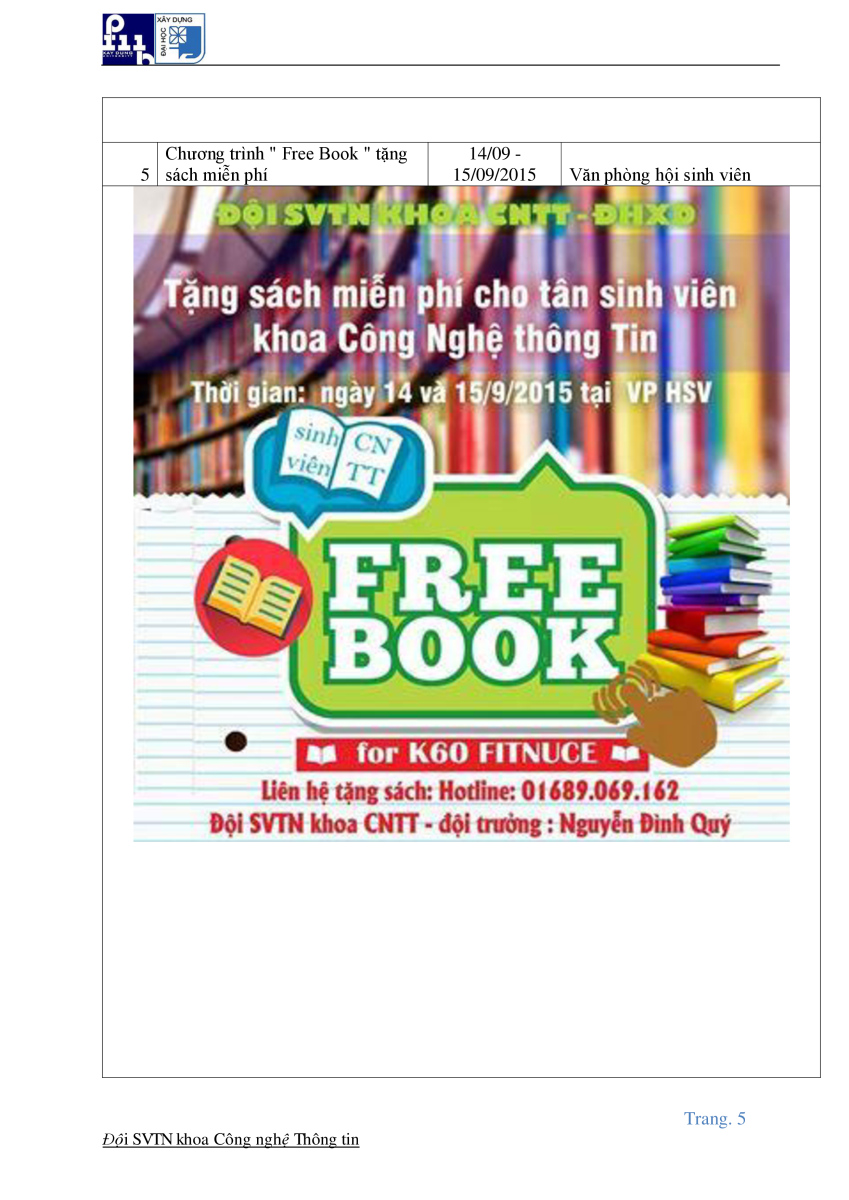 XÂY DỰNG
ĐẠI HỌC
XAY DUNG
UNIVERSITY
5
Chương trình " Free Book " tặng
sách miễn phí
14/09 -
15/09/2015
Văn phòng hội sinh viên
ĐỘI SVTN KHOA CNTT - ĐHXD
Tặng sách miễn phí cho tân sinh viên
khoa Công Nghệ thông Tin
Thời gian: ngày 14 và 15/9/2015 tại VP HSV
sinh viên
CN TT
FREE
BOOK
for K60 FITNUCE
Liên hệ tặng sách: Hotline: 01689.069.162
Đội SVTN khoa CNTT - đội trưởng : Nguyễn Đình Quý
Trang. 5
Đội SVTN khoa Công nghệ Thông tin